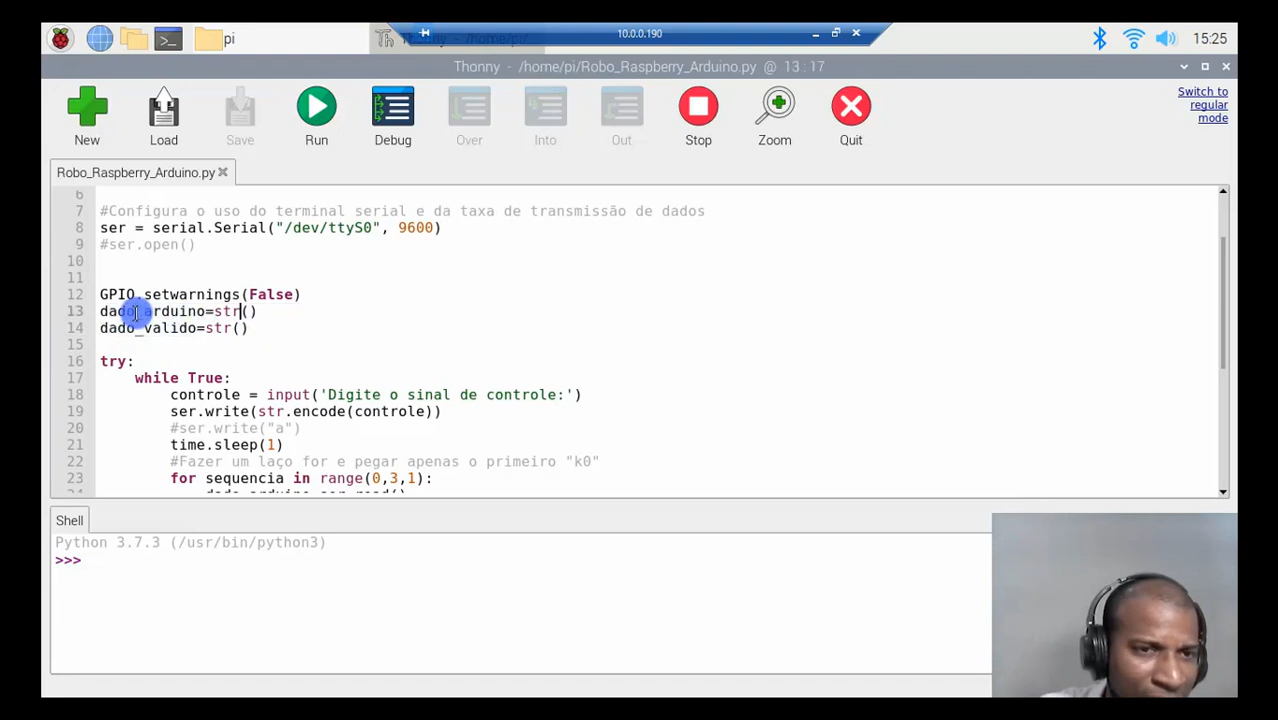 pi
Thonny - /home/pi/
10.0.0.190
15:25
Thonny - /home/pi/Robo_Raspberry_Arduino.py @ 13:17
New
Load
Save
Run
Debug
Over
Into
Out
Stop
Zoom
Quit
Switch to
regular
mode
Robo_Raspberry_Arduino.py
6
7 #Configura o uso do terminal serial e da taxa de transmissão de dados
8 ser = serial.Serial("/dev/ttyS0", 9600)
9 #ser.open()
10
11
12 GPIO.setwarnings(False)
13 dado_arduino=str()
14 dado_valido=str()
15
16 try:
17 while True:
18 controle = input('Digite o sinal de controle:')
19 ser.write(str.encode(controle))
20 #ser.write("a")
21 time.sleep(1)
22 #Fazer um laço for e pegar apenas o primeiro "k0"
23 for sequencia in range(0,3,1):
Shell
Python 3.7.3 (/usr/bin/python3)
>>>